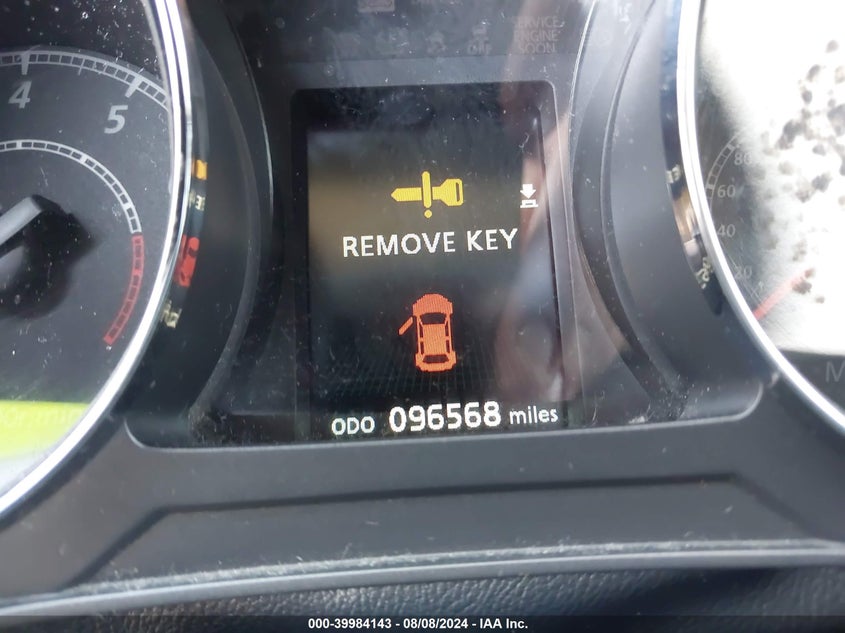 SERVICE
ENGINE
SOON
4
5
REMOVE KEY
80
60
40
20
ODO 096568 miles
000-39984143 — 08/08/2024 — IAA Inc.